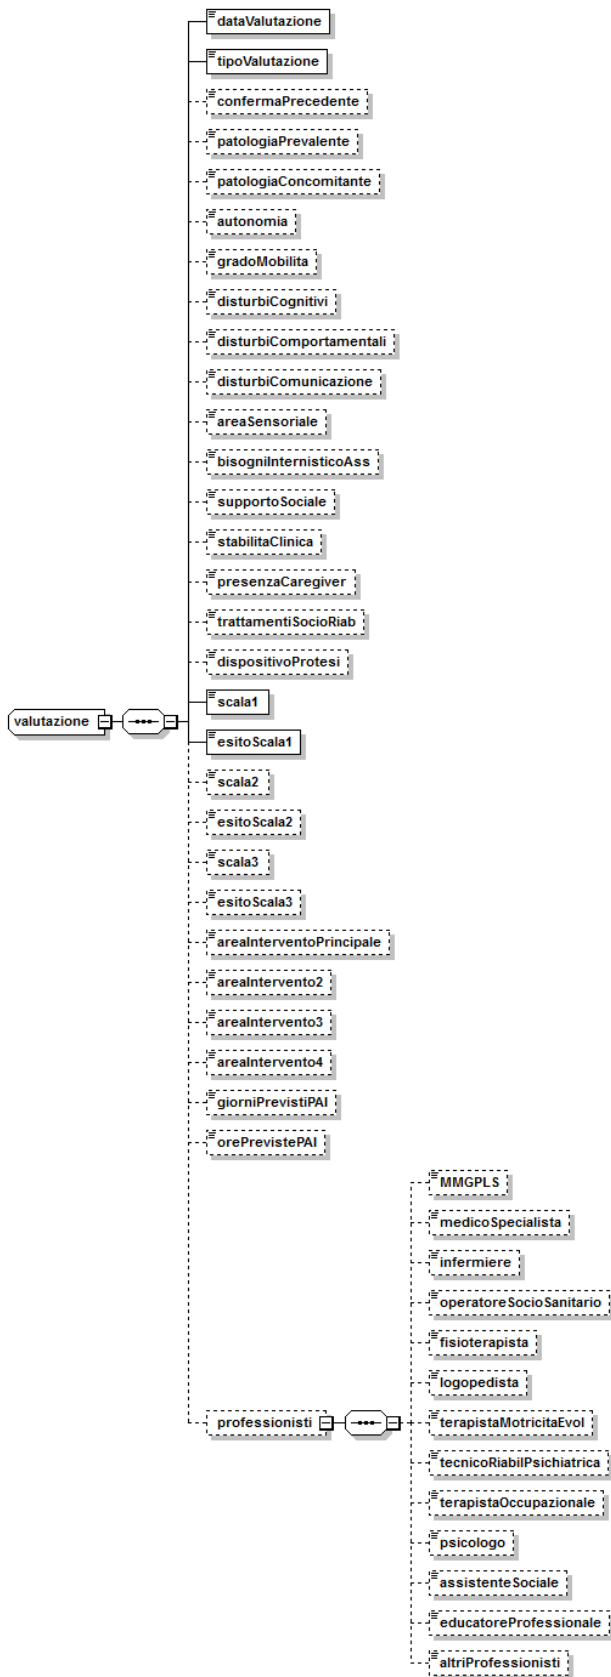 dataValutazione
tipoValutazione
confermaPrecedente
patologiaPrevalente
patologiaConcomitante
autonomia
gradoMobilita
disturbiCognitivi
disturbiComportamentali
disturbiComunicazione
areaSensoriale
bisogniInternisticoAss
supportoSociale
stabilitaClinica
presenzaCaregiver
trattamentiSocioRiab
dispositivoProtesi
scala1
valutazione
esitoScala1
scala2
esitoScala2
scala3
esitoScala3
areaInterventoPrincipale
areaIntervento2
areaIntervento3
areaIntervento4
giorniPrevistiPAI
orePrevistePAI
professionisti
MMGPLS
medicoSpecialista
infermiere
operatoreSocioSanitario
fisioterapista
logopedista
terapistaMotricitaEvol
tecnicoRiabilPsichiatrica
terapistaOccupazionale
psicologo
assistenteSociale
educatoreProfessionale
altriProfessionisti